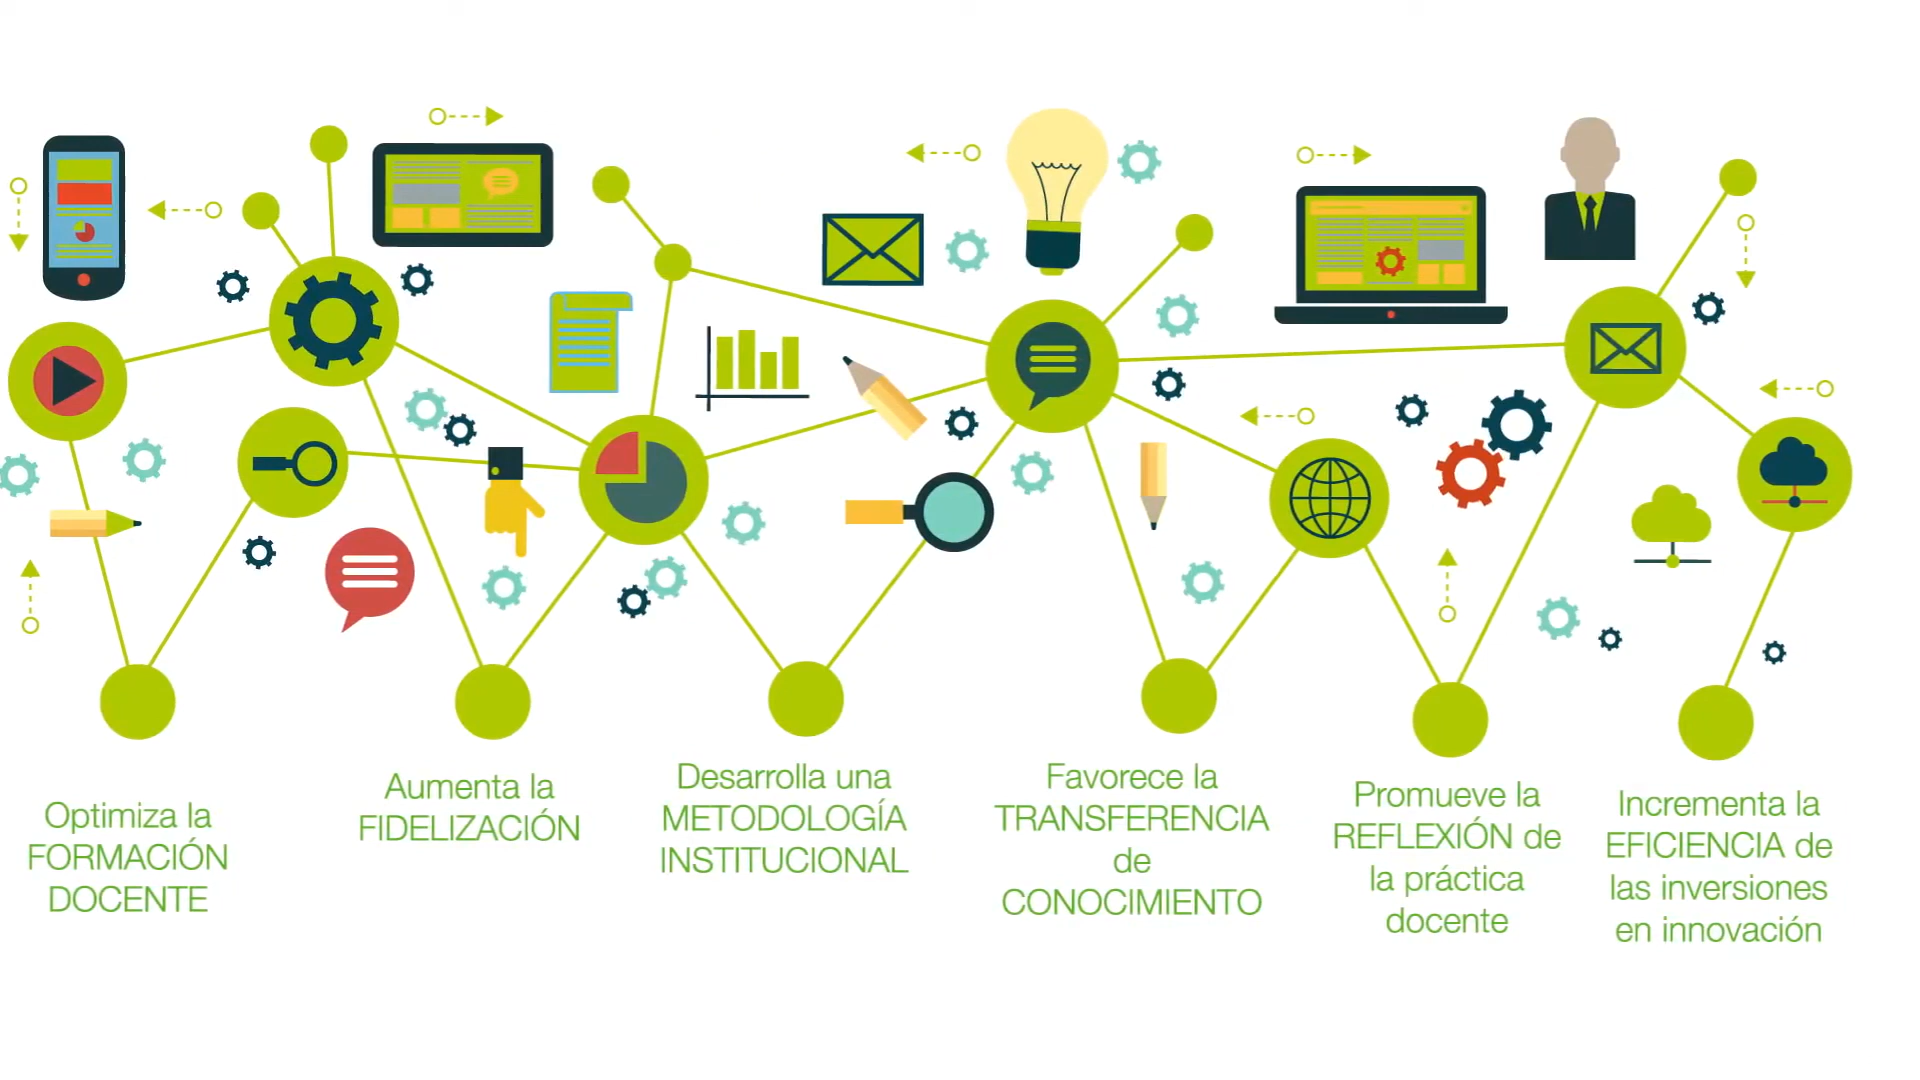 Optimiza la
FORMACIÓN
DOCENTE
Aumenta la
FIDELIZACIÓN
Desarrolla una
METODOLOGÍA
INSTITUCIONAL
Favorece la
TRANSFERENCIA
de
CONOCIMIENTO
Promueve la
REFLEXIÓN de
la práctica
docente
Incrementa la
EFICIENCIA de
las inversiones
en innovación